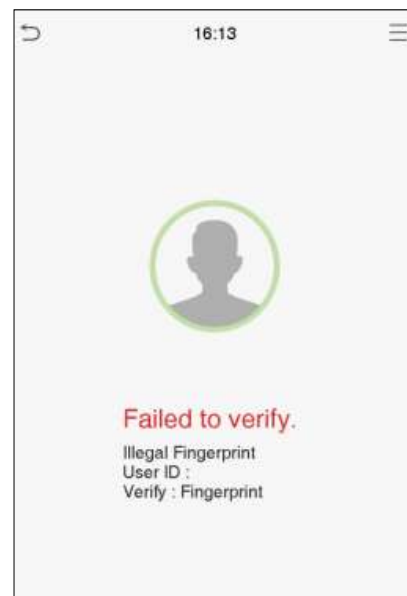 16:13
Failed to verify.
Illegal Fingerprint
User ID :
Verify : Fingerprint